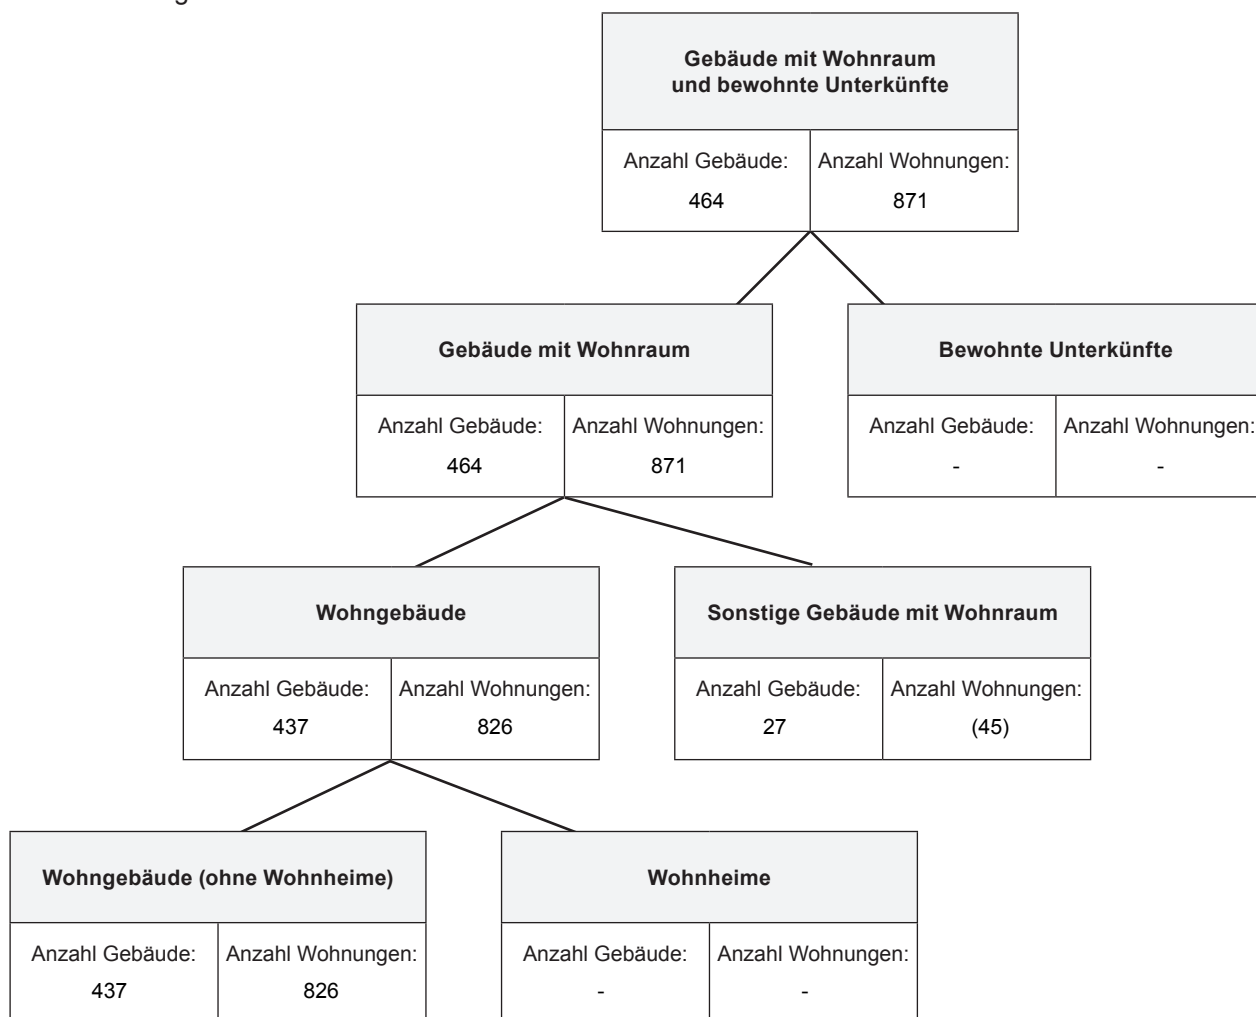 Gebäude mit Wohnraum
und bewohnte Unterkünfte
Anzahl Gebäude: Anzahl Wohnungen:
464 871
Gebäude mit Wohnraum Bewohnte Unterkünfte
Anzahl Gebäude: Anzahl Wohnungen: Anzahl Gebäude: Anzahl Wohnungen:
464 871 - -
Wohngebäude Sonstige Gebäude mit Wohnraum
Anzahl Gebäude: Anzahl Wohnungen: Anzahl Gebäude: Anzahl Wohnungen:
437 826 27 (45)
Wohngebäude (ohne Wohnheime) Wohnheime
Anzahl Gebäude: Anzahl Wohnungen: Anzahl Gebäude: Anzahl Wohnungen:
437 826 - -